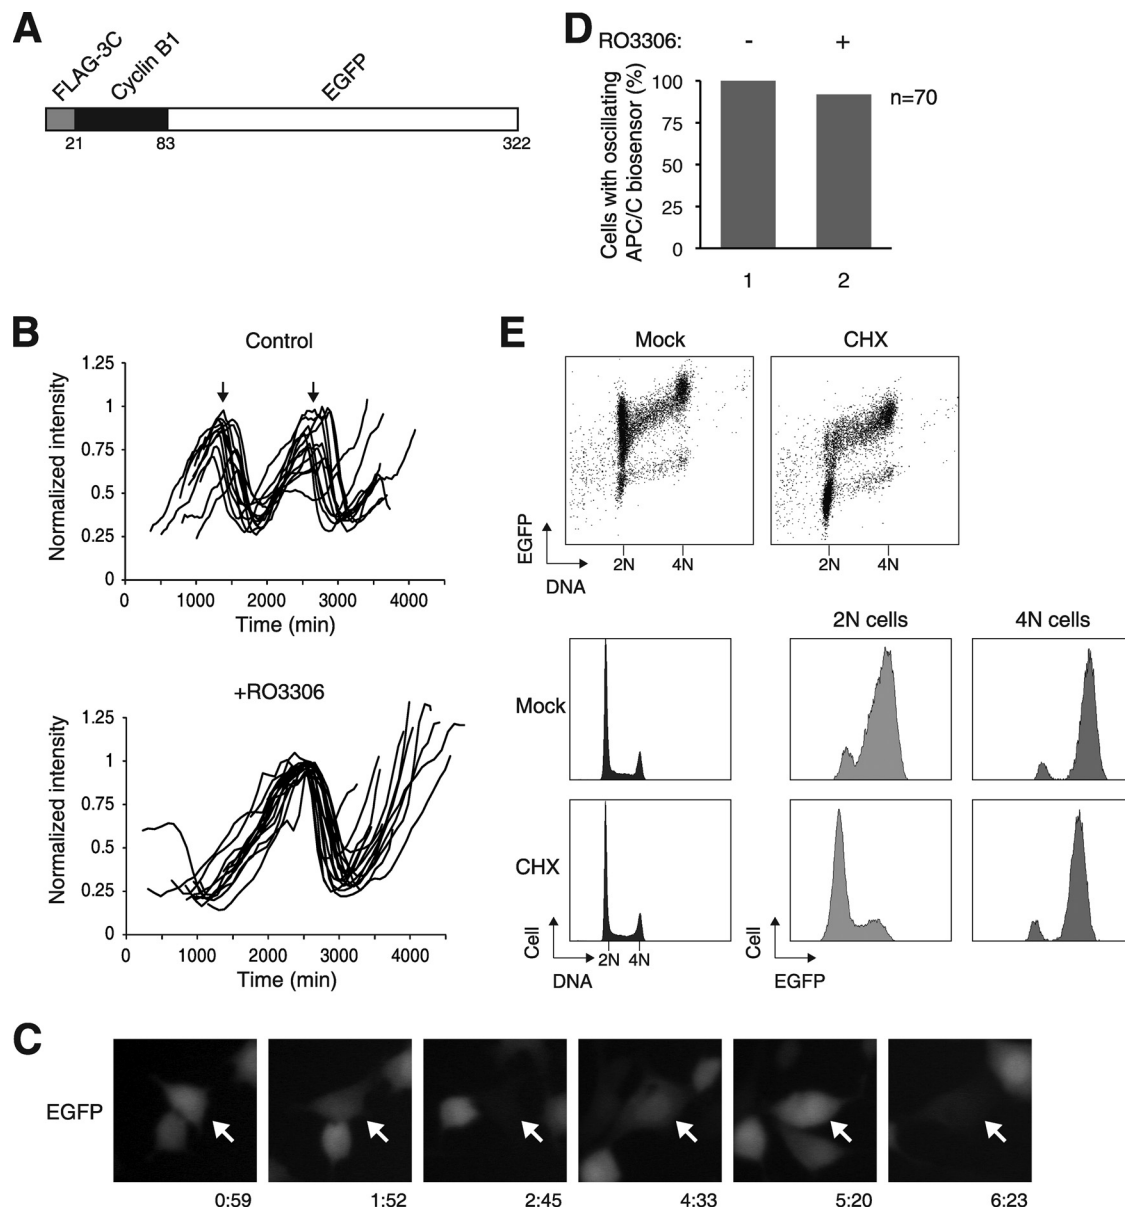 A
FLAG-3C
Cyclin B1
EGFP
21
83
322
D
RO3306:
-
+
Cells with oscillating
APC/C biosensor (%)
100
75
50
25
0
n=70
1
2
B
Control
Normalized intensity
1.25
1
0.75
0.5
0.25
0
0
1000
2000
3000
4000
Time (min)
+RO3306
Normalized intensity
1.25
1
0.75
0.5
0.25
0
0
1000
2000
3000
4000
Time (min)
E
Mock
CHX
EGFP
DNA
2N
4N
2N
4N
2N cells
4N cells
Mock
CHX
Cell
DNA
2N
4N
Cell
EGFP
C
EGFP
0:59
1:52
2:45
4:33
5:20
6:23